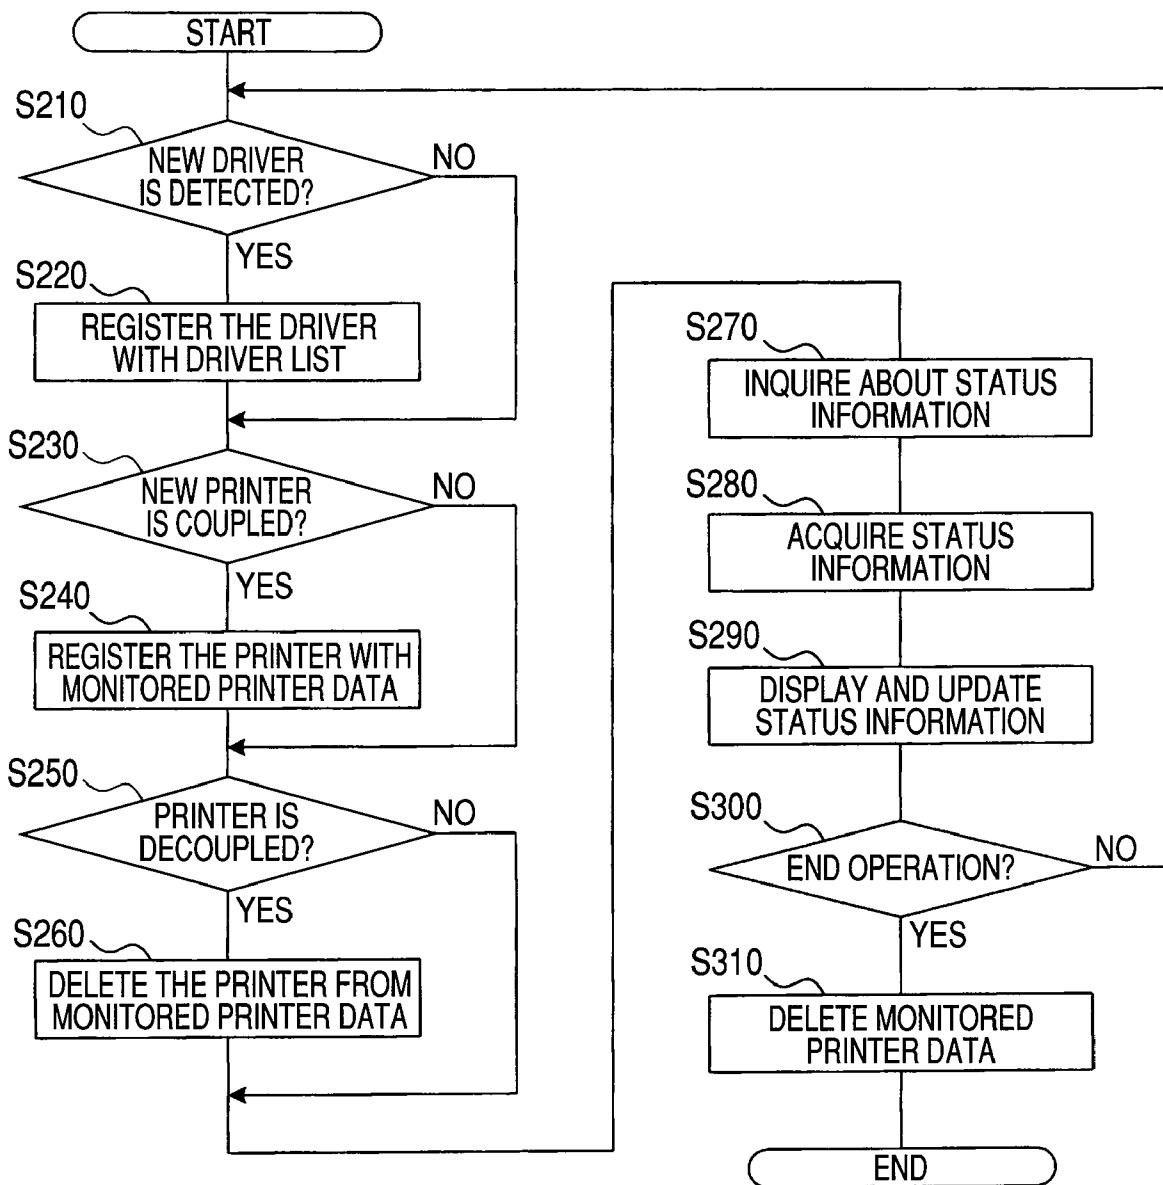 START
S210
NEW DRIVER
IS DETECTED?
NO
YES
S220
REGISTER THE DRIVER
WITH DRIVER LIST
S230
NEW PRINTER
IS COUPLED?
NO
YES
S240
REGISTER THE PRINTER WITH
MONITORED PRINTER DATA
S250
PRINTER IS
DECOUPLED?
NO
YES
S260
DELETE THE PRINTER FROM
MONITORED PRINTER DATA
S270
INQUIRE ABOUT STATUS
INFORMATION
S280
ACQUIRE STATUS
INFORMATION
S290
DISPLAY AND UPDATE
STATUS INFORMATION
S300
END OPERATION?
NO
YES
S310
DELETE MONITORED
PRINTER DATA
END